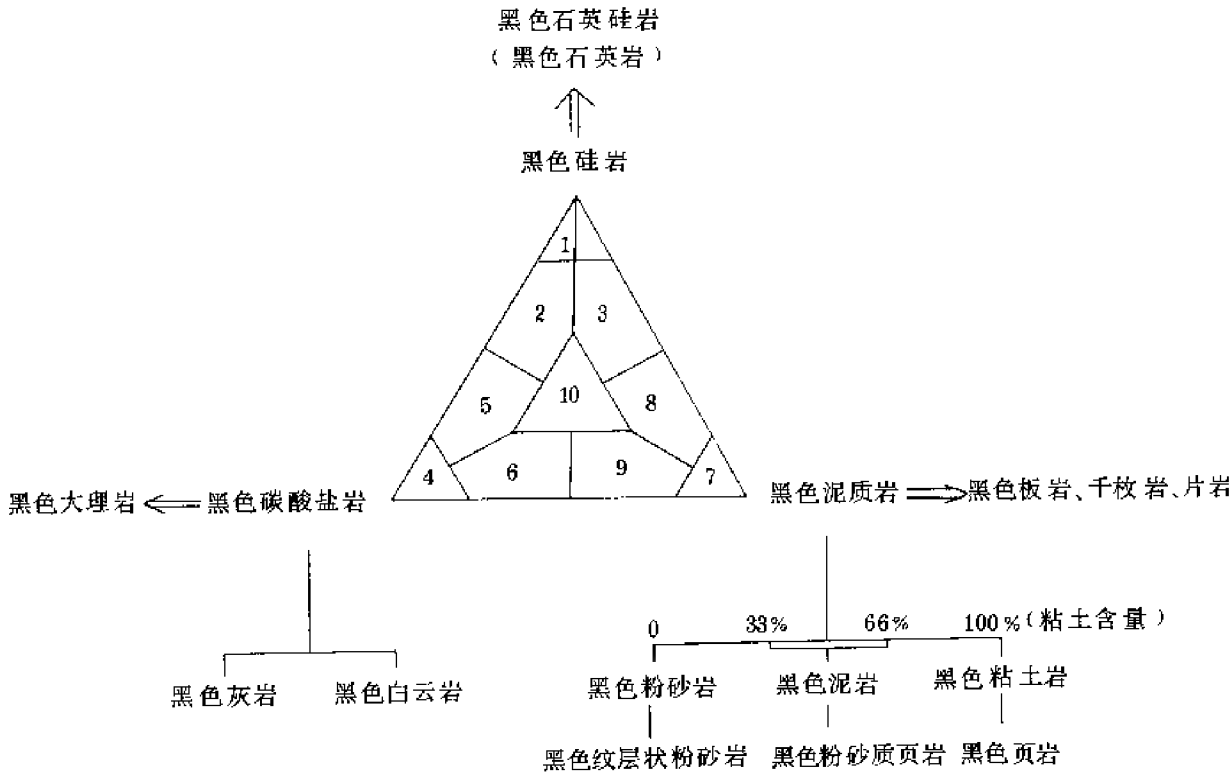 黑色石英硅岩
(黑色石英岩)
黑色硅岩
1
2 3
10
5 8
4 6 9 7
黑色大理岩 黑色碳酸盐岩 黑色泥质岩 黑色板岩、千枚岩、片岩
0 33% 66% 100%(粘土含量)
黑色灰岩 黑色白云岩 黑色粉砂岩 黑色泥岩 黑色粘土岩
黑色纹层状粉砂岩 黑色粉砂质页岩 黑色页岩